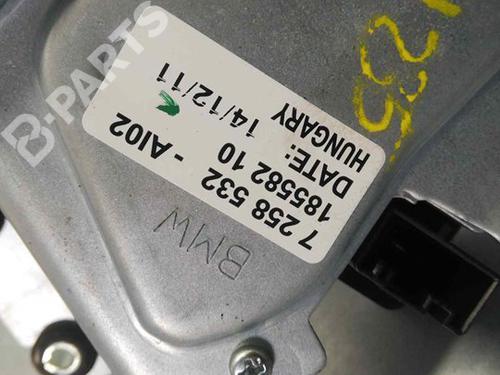 7 258 532 - AI02
185582 10
DATE: 14/12/11
HUNGARY
BMW
B-PARTS